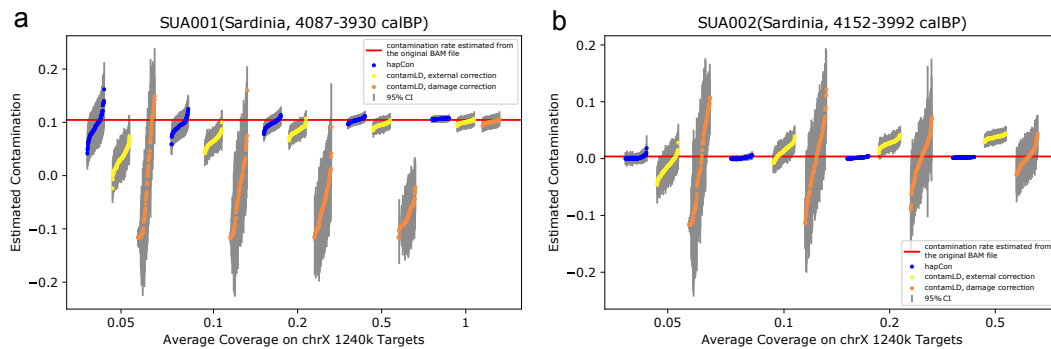 a
SUA001(Sardinia, 4087-3930 calBP)
contamination rate estimated from
the original BAM file
hapCon
contamLD, external correction
contamLD, damage correction
95% CI
0.2
0.1
0.0
−0.1
−0.2
Estimated Contamination
0.05
0.1
0.2
0.5
1
Average Coverage on chrX 1240k Targets
b
SUA002(Sardinia, 4152-3992 calBP)
0.2
0.1
0.0
−0.1
−0.2
Estimated Contamination
contamination rate estimated from
the original BAM file
hapCon
contamLD, external correction
contamLD, damage correction
95% CI
0.05
0.1
0.2
0.5
Average Coverage on chrX 1240k Targets